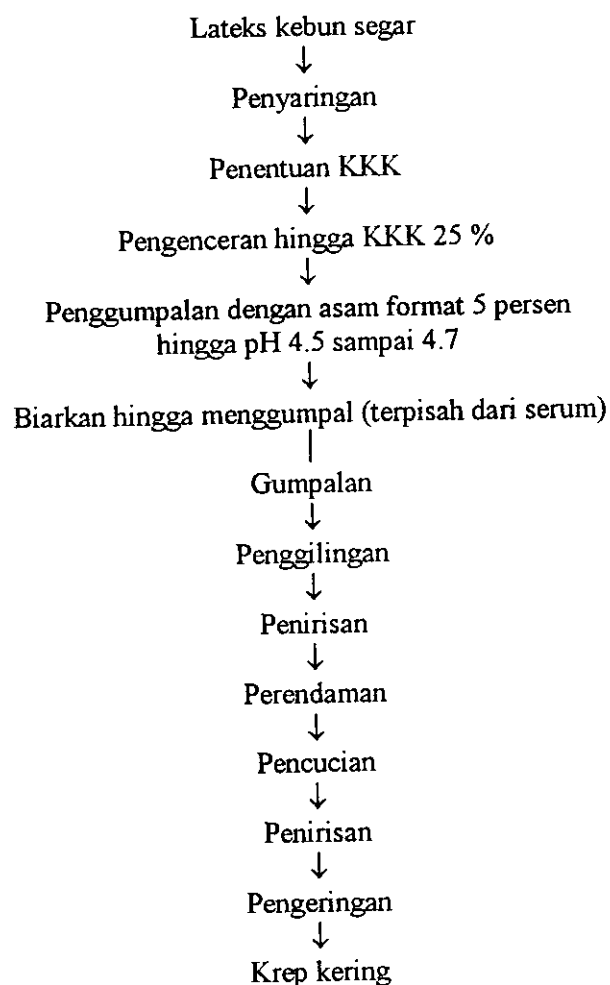 Lateks kebun segar
Penyaringan
Penentuan KKK
Pengenceran hingga KKK 25 %
Penggumpalan dengan asam format 5 persen
hingga pH 4.5 sampai 4.7
Biarkan hingga menggumpal (terpisah dari serum)
Gumpalan
Penggilingan
Penirisan
Perendaman
Pencucian
Penirisan
Pengeringan
Krep kering